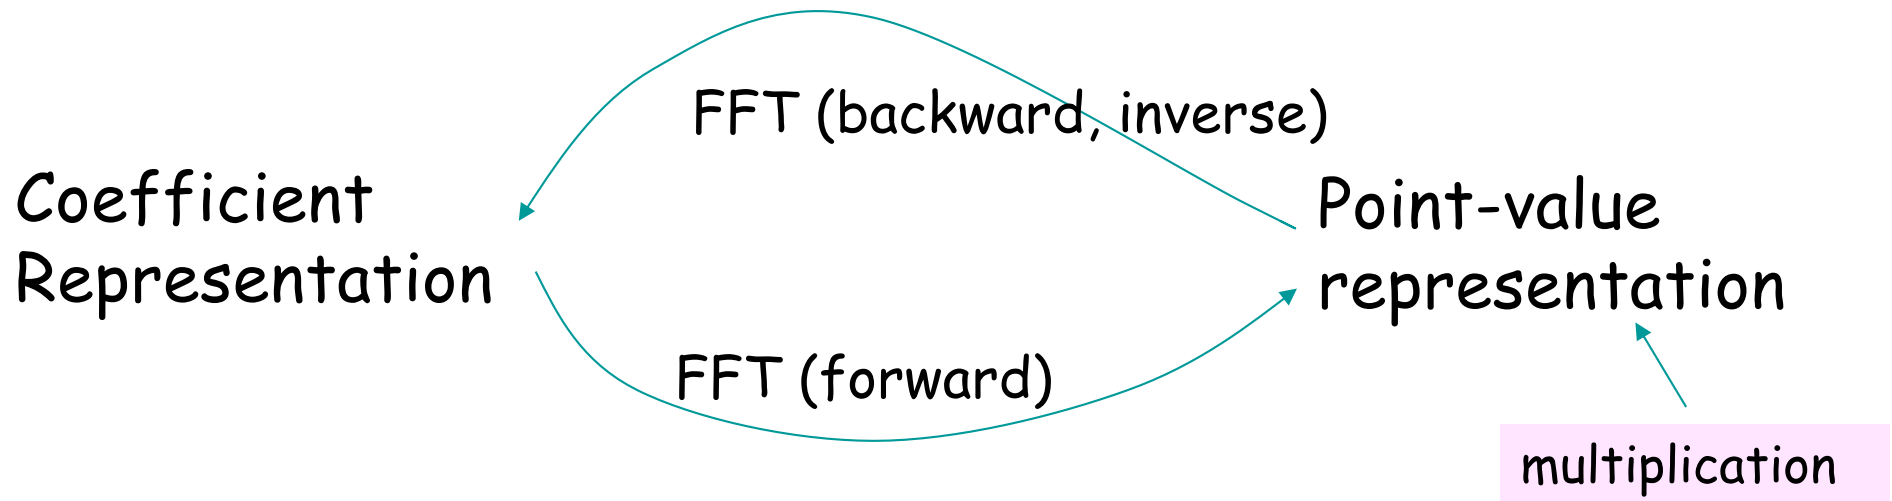 FFT (backward, inverse)
Coefficient
Representation
Point-value
representation
FFT (forward)
multiplication